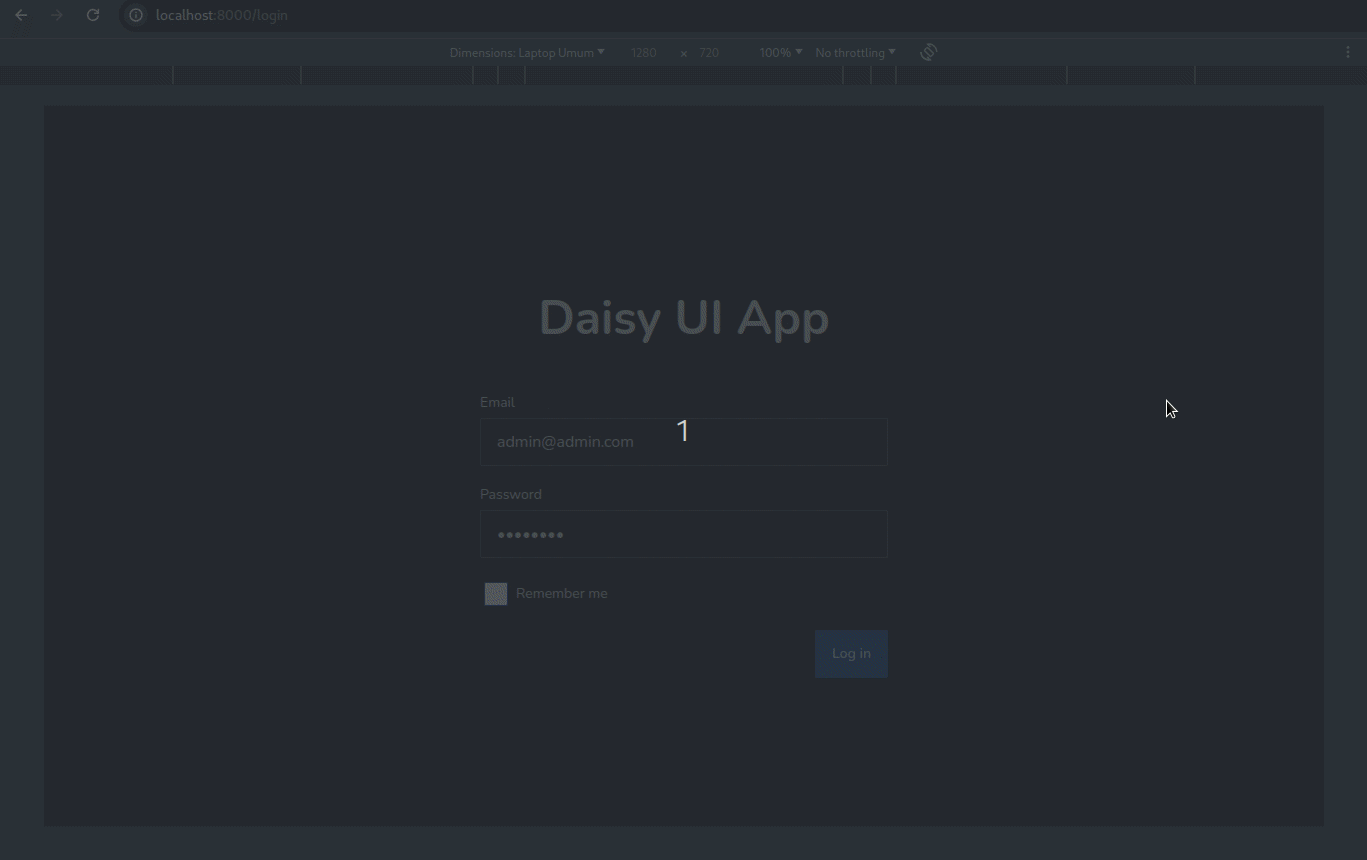 localhost:8000/login
Dimensions: Laptop Umum 1280 × 720 100% No throttling
Daisy UI App
Email
admin@admin.com
1
Password
••••••••
Remember me
Log in